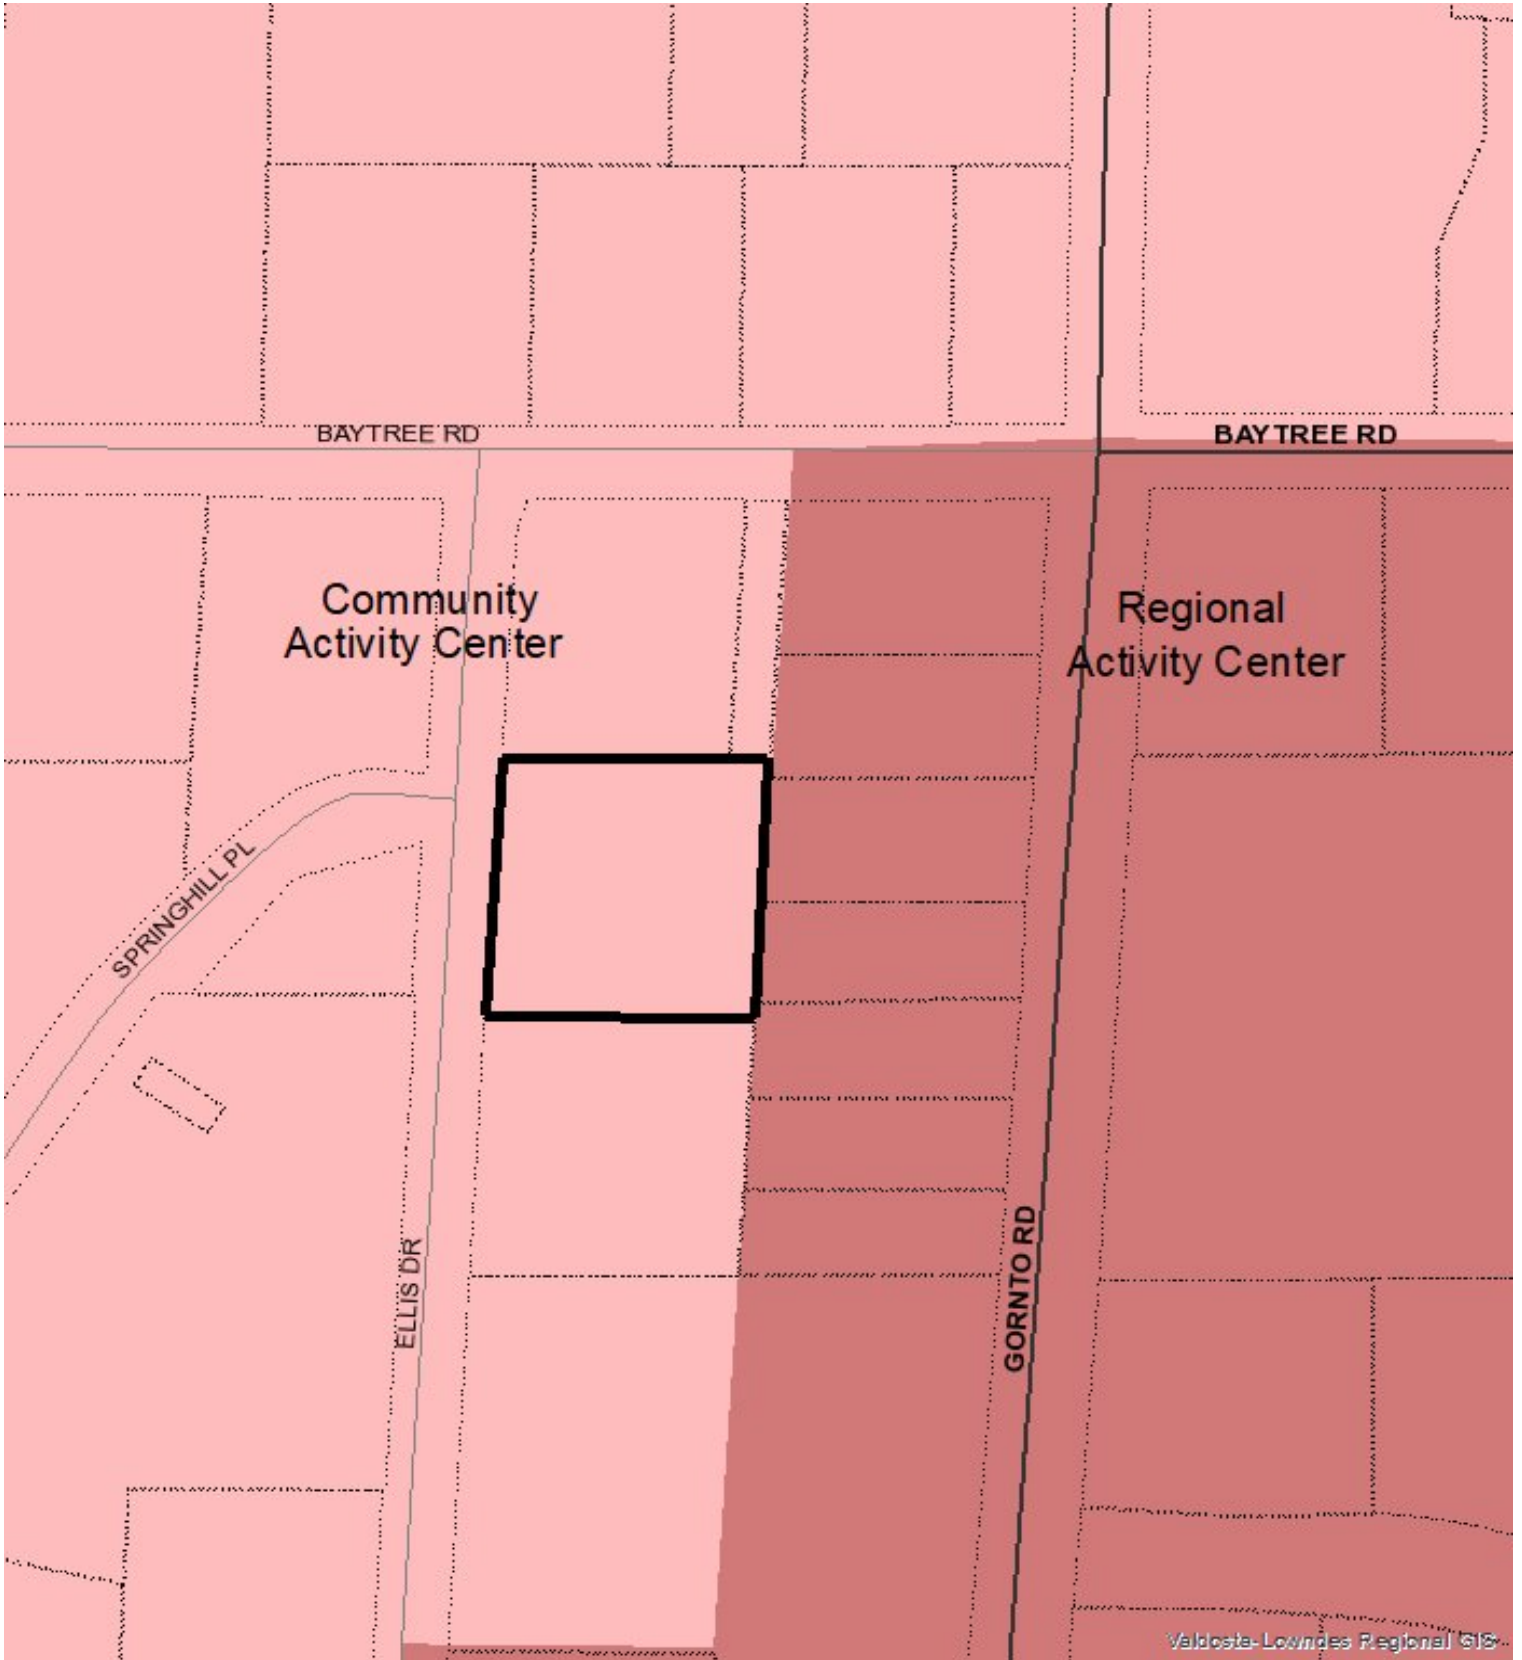 BAYTREE RD
BAYTREE RD
Community
Activity Center
Regional
Activity Center
SPRINGHILL PL
ELLIS DR
GORNTO RD
Valdosta-Lowndes Regional GIS